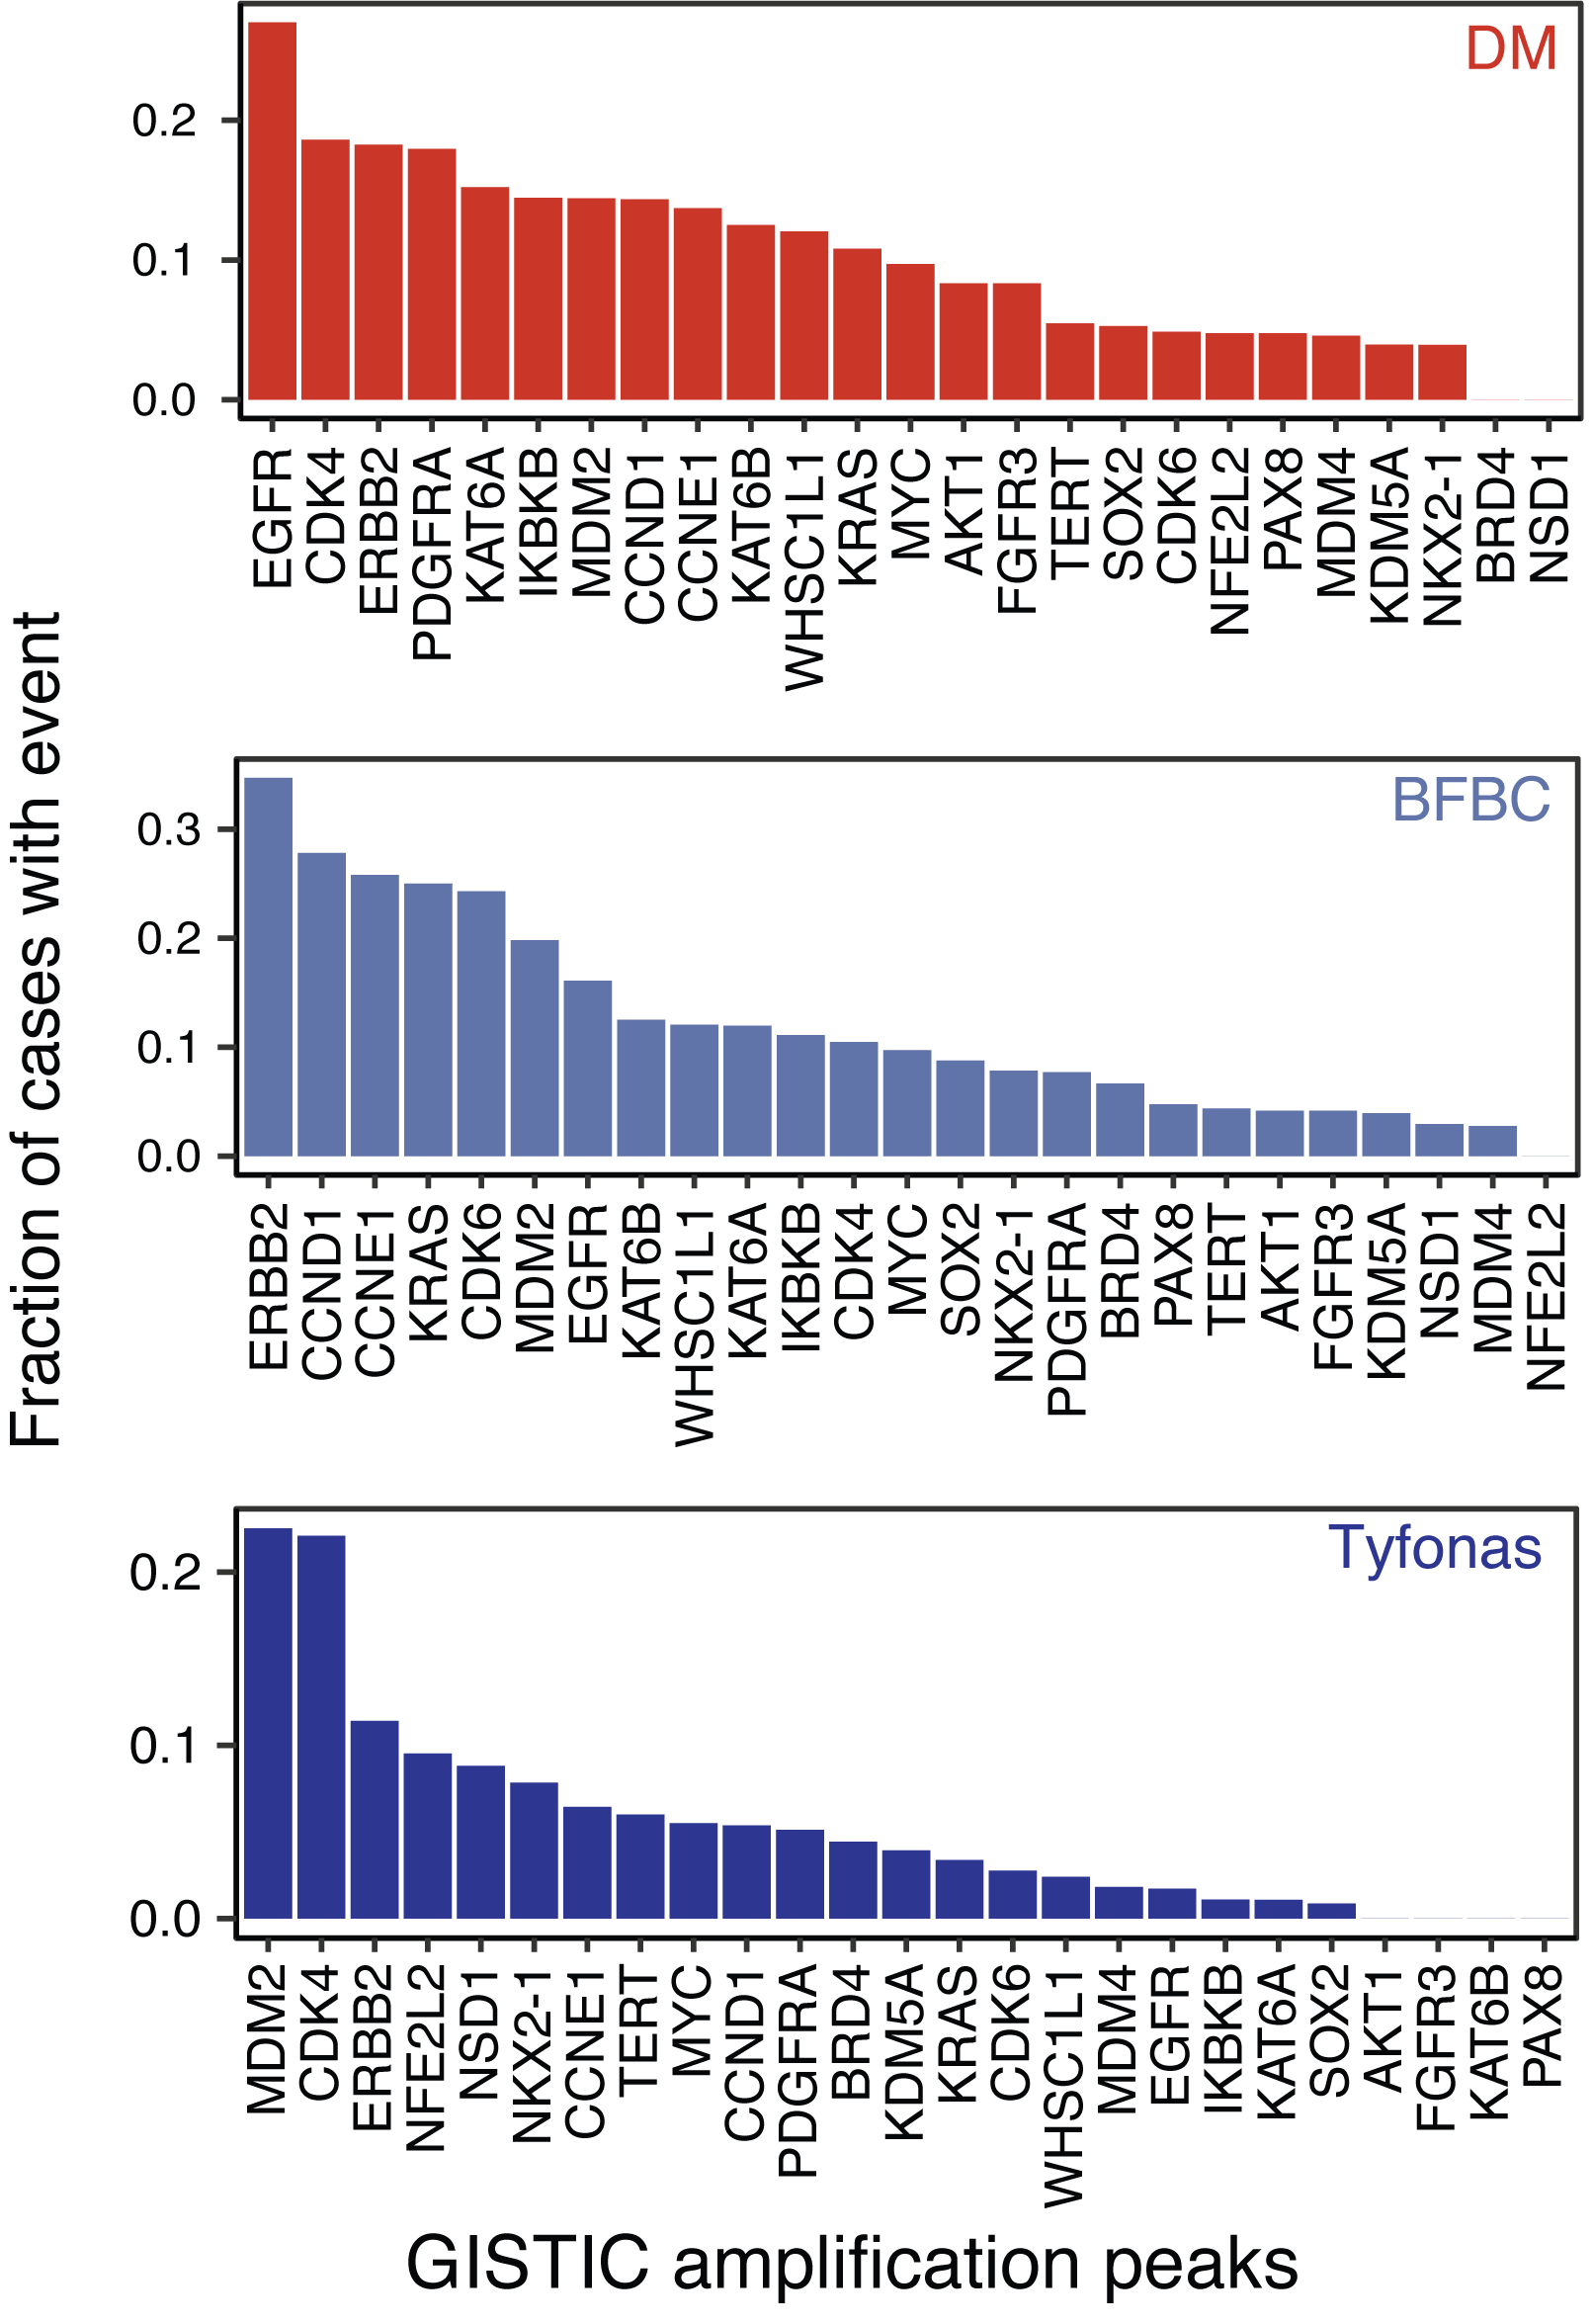 Fraction of cases with event
DM
0.2
0.1
0.0
EGFR
CDK4
ERBB2
PDGFRA
KAT6A
IKBKB
MDM2
CCND1
CCNE1
KAT6B
WHSC1L1
KRAS
MYC
AKT1
FGFR3
TERT
SOX2
CDK6
NFE2L2
PAX8
MDM4
KDM5A
NKX2-1
BRD4
NSD1
BFBC
0.3
0.2
0.1
0.0
ERBB2
CCND1
CCNE1
KRAS
CDK6
MDM2
EGFR
KAT6B
WHSC1L1
KAT6A
IKBKB
CDK4
MYC
SOX2
NKX2-1
PDGFRA
BRD4
PAX8
TERT
AKT1
FGFR3
KDM5A
NSD1
MDM4
NFE2L2
Tyfonas
0.2
0.1
0.0
MDM2
CDK4
ERBB2
NFE2L2
NSD1
NKX2-1
CCNE1
TERT
MYC
CCND1
PDGFRA
BRD4
KDM5A
KRAS
CDK6
WHSC1L1
MDM4
EGFR
IKBKB
KAT6A
SOX2
AKT1
FGFR3
KAT6B
PAX8
GISTIC amplification peaks